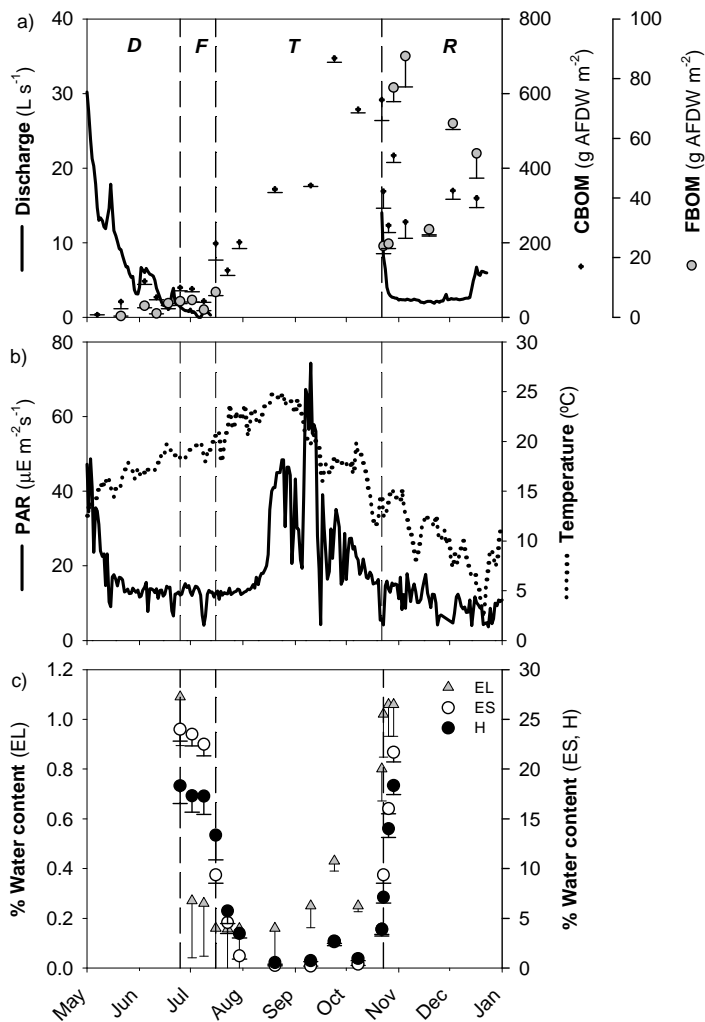 a)
D F T R
40 30 20 10 0
Discharge (L s-1)
800 600 400 200 0
CBOM (g AFDW m-2)
100 80 60 40 20 0
FBOM (g AFDW m-2)
b)
80 60 40 20 0
PAR (µE m-2s-1)
30 25 20 15 10 5 0
Temperature (ºC)
c)
1.2 1.0 0.8 0.6 0.4 0.2 0.0
% Water content (EL)
EL
ES
H
30 25 20 15 10 5 0
% Water content (ES, H)
May Jun Jul Aug Sep Oct Nov Dec Jan